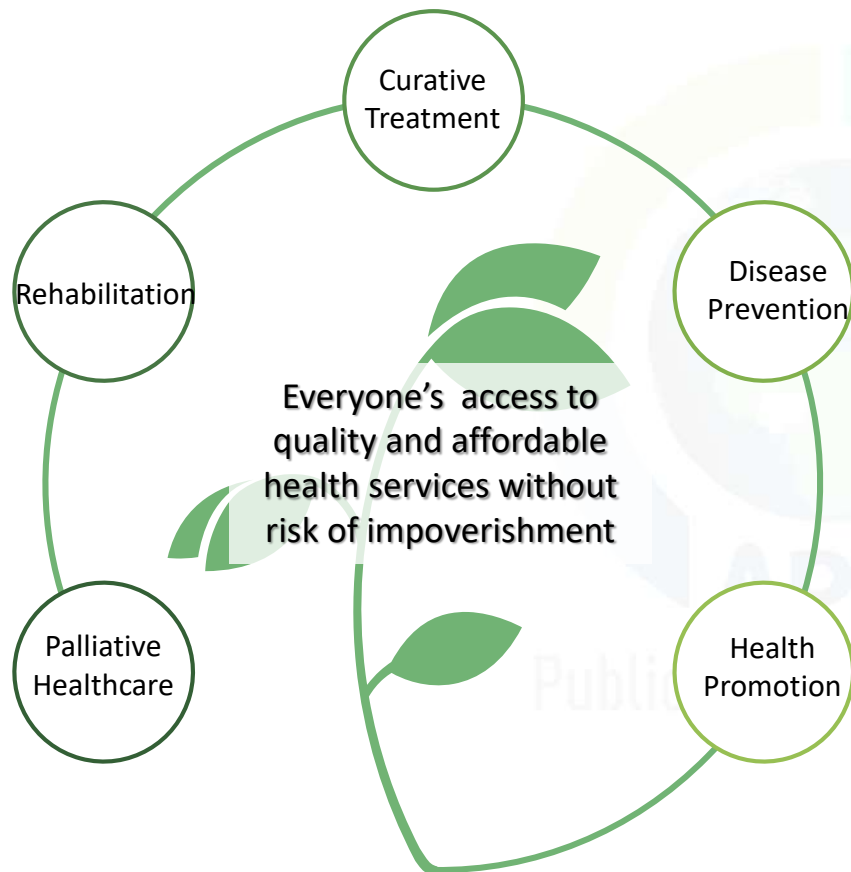 Curative
Treatment
Rehabilitation
Disease
Prevention
Everyone’s  access to
quality and affordable
health services without
risk of impoverishment
Palliative
Healthcare
Health
Promotion
Public